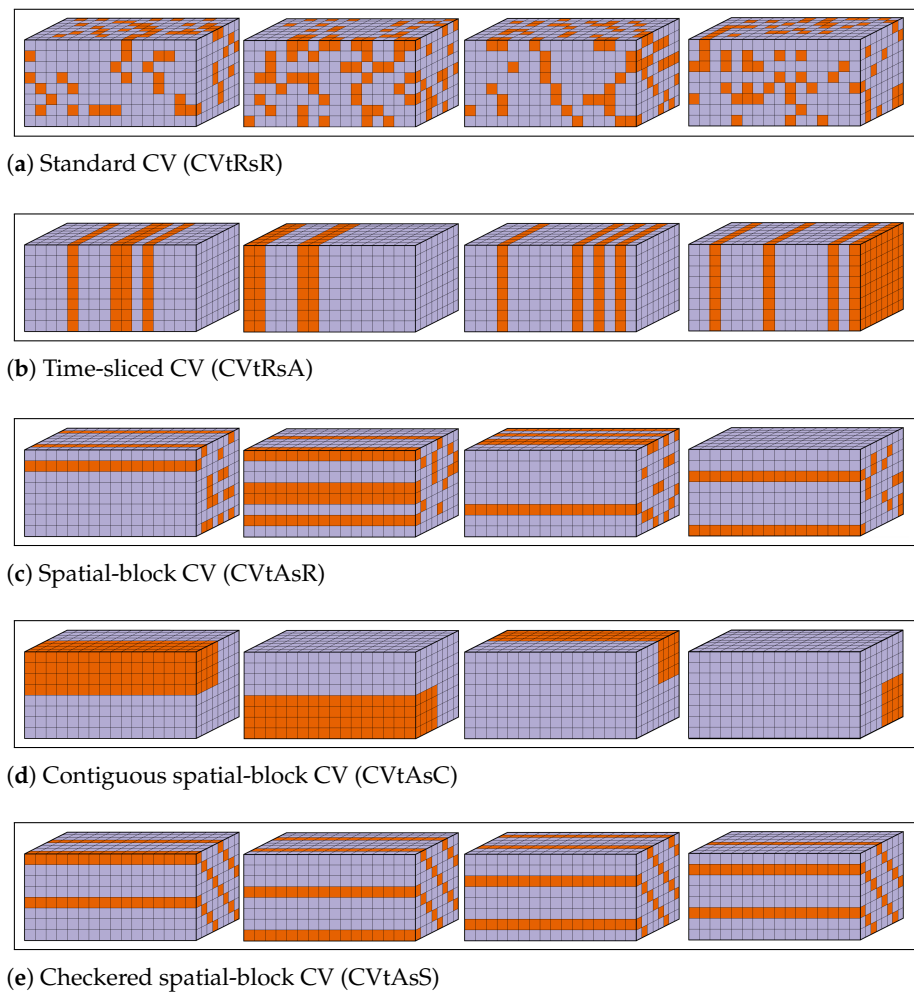 (a) Standard CV (CVtRsR)
(b) Time-sliced CV (CVtRsA)
(c) Spatial-block CV (CVtAsR)
(d) Contiguous spatial-block CV (CVtAsC)
(e) Checkered spatial-block CV (CVtAsS)